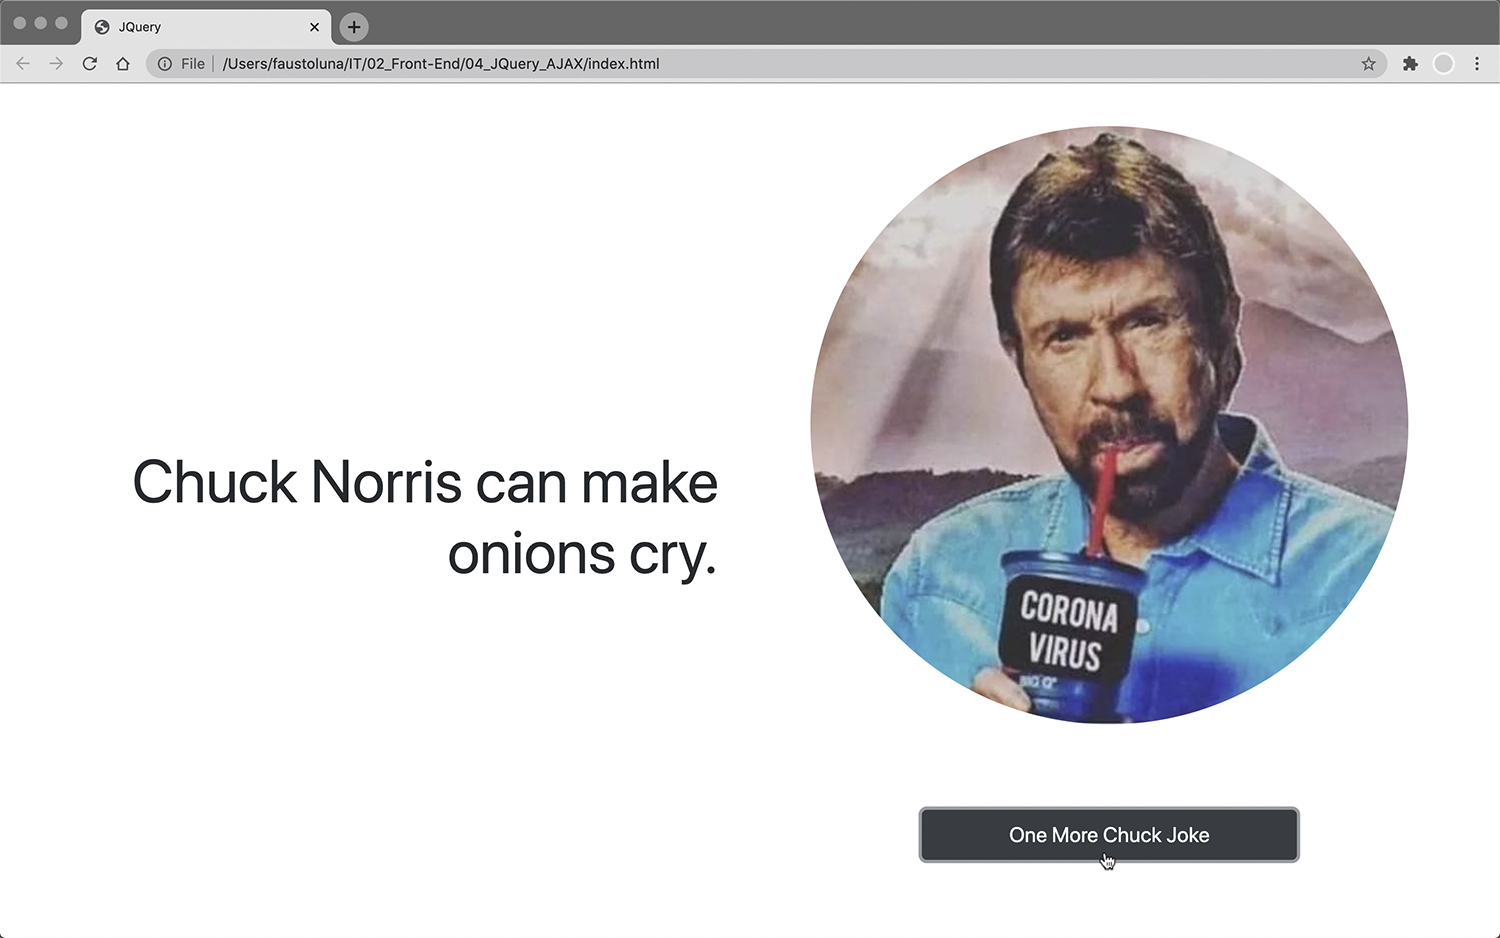 JQuery
File
/Users/faustoluna/IT/02_Front-End/04_JQuery_AJAX/index.html
Chuck Norris can make
onions cry.
CORONA
VIRUS
BIG G
One More Chuck Joke